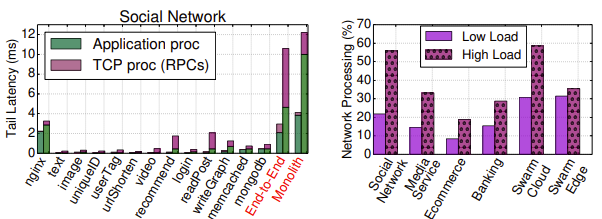 Social Network
Tail Latency (ms)
12
10
8
6
4
2
0
Application proc
TCP proc (RPCs)
nginx
text
image
uniqueID
userTag
urlShorten
video
recommend
login
readPost
writeGraph
memcached
mongodb
End-to-End
Monolith
Network Processing (%)
70
60
50
40
30
20
10
0
Low Load
High Load
Social
Network
Media
Service
Ecommerce
Banking
Swarm
Cloud
Swarm
Edge